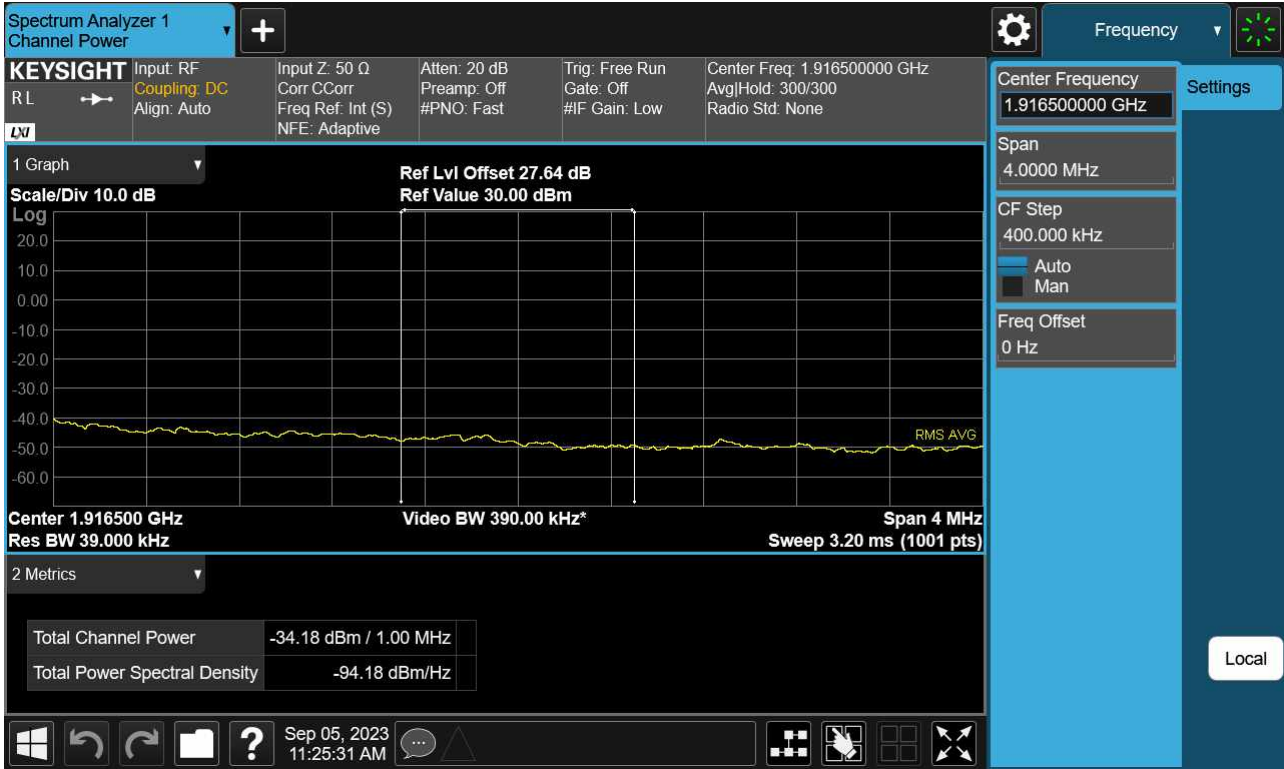 Spectrum Analyzer 1
Channel Power
Frequency
KEYSIGHT
R L
LXI
Input: RF
Coupling: DC
Align: Auto
Input Z: 50 Ω
Corr CCorr
Freq Ref: Int (S)
NFE: Adaptive
Atten: 20 dB
Preamp: Off
#PNO: Fast
Trig: Free Run
Gate: Off
#IF Gain: Low
Center Freq: 1.916500000 GHz
Avg|Hold: 300/300
Radio Std: None
Center Frequency
1.916500000 GHz
Settings
Span
4.0000 MHz
CF Step
400.000 kHz
Auto
Man
Freq Offset
0 Hz
Local
1 Graph
Ref Lvl Offset 27.64 dB
Scale/Div 10.0 dB
Ref Value 30.00 dBm
Log
20.0
10.0
0.00
-10.0
-20.0
-30.0
-40.0
-50.0
-60.0
RMS AVG
Center 1.916500 GHz
Video BW 390.00 kHz*
Span 4 MHz
Res BW 39.000 kHz
Sweep 3.20 ms (1001 pts)
2 Metrics
Total Channel Power
-34.18 dBm / 1.00 MHz
Total Power Spectral Density
-94.18 dBm/Hz
?
Sep 05, 2023
11:25:31 AM